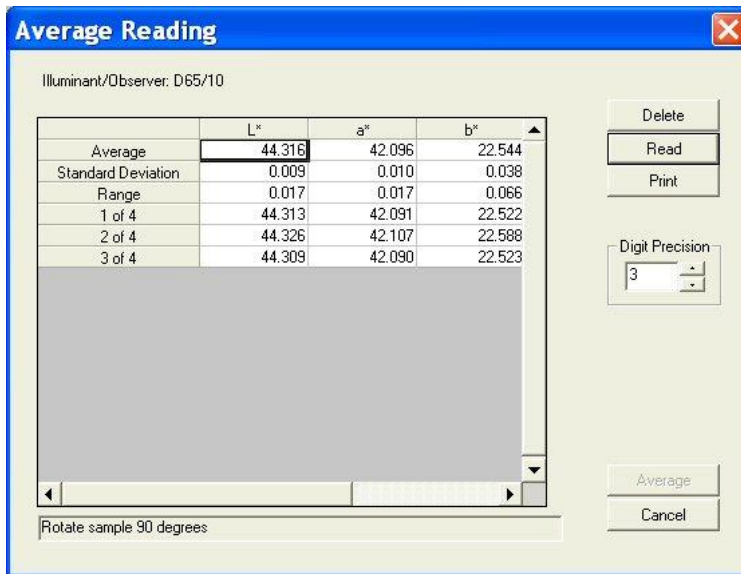 Average Reading
Illuminant/Observer: D65/10
L* a* b*
Average 44.316 42.096 22.544
Standard Deviation 0.009 0.010 0.038
Range 0.017 0.017 0.066
1 of 4 44.313 42.091 22.522
2 of 4 44.326 42.107 22.588
3 of 4 44.309 42.090 22.523
Delete
Read
Print
Digit Precision
3
Average
Cancel
Rotate sample 90 degrees